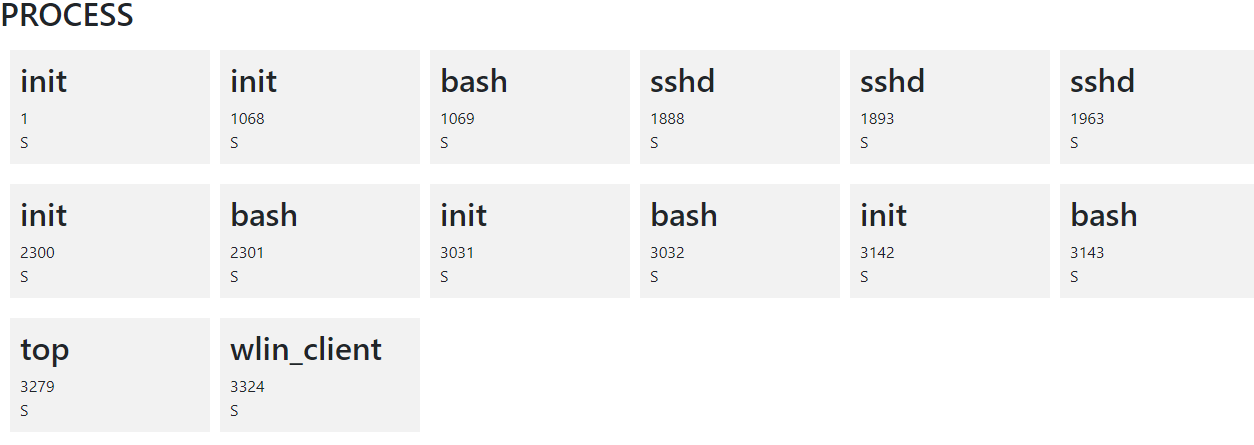 PROCESS
init
1
S
init
1068
S
bash
1069
S
sshd
1888
S
sshd
1893
S
sshd
1963
S
init
2300
S
bash
2301
S
init
3031
S
bash
3032
S
init
3142
S
bash
3143
S
top
3279
S
wlin_client
3324
S